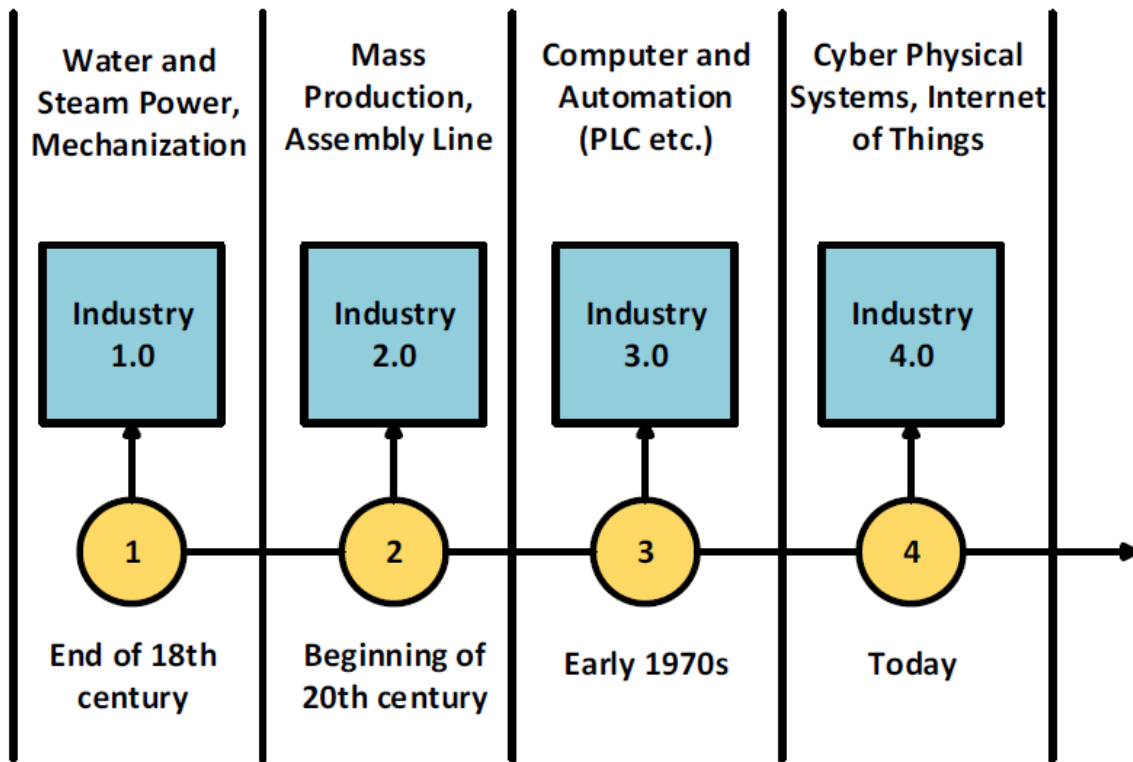 Water and
Steam Power,
Mechanization
Mass
Production,
Assembly Line
Computer and
Automation
(PLC etc.)
Cyber Physical
Systems, Internet
of Things
Industry
1.0
Industry
2.0
Industry
3.0
Industry
4.0
1
2
3
4
End of 18th
century
Beginning of
20th century
Early 1970s
Today